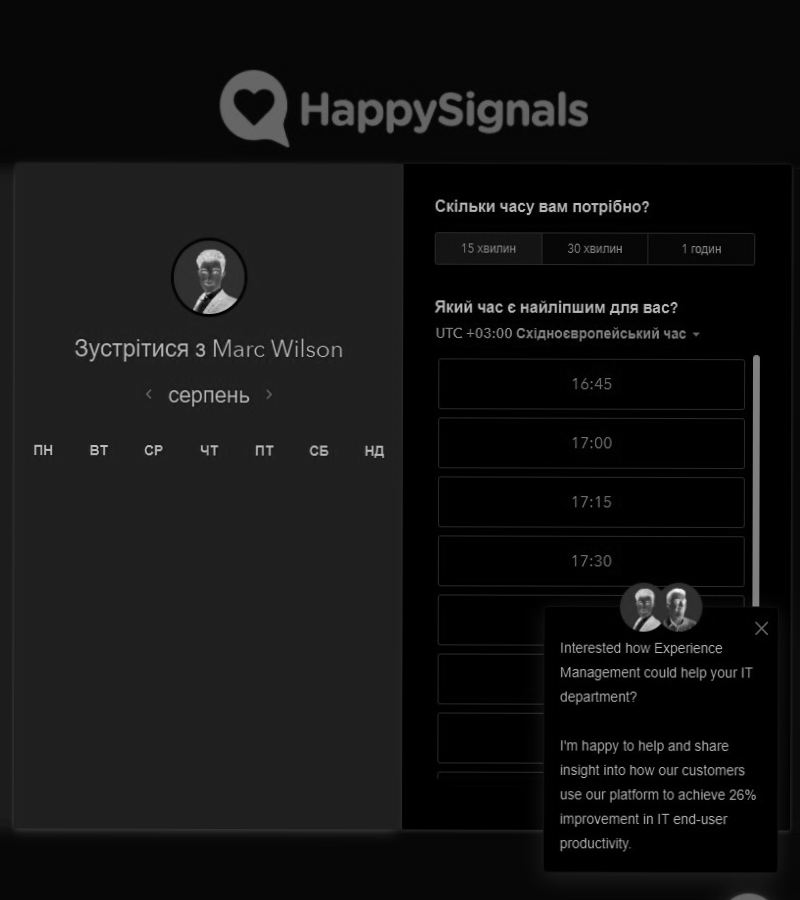 HappySignals
Зустрітися з Marc Wilson
серпень
ПН ВТ СР ЧТ ПТ СБ НД
Скільки часу вам потрібно?
15 хвилин 30 хвилин 1 годин
Який час є найліпшим для вас?
UTC +03:00 Східноєвропейський час
16:45
17:00
17:15
17:30
Interested how Experience
Management could help your IT
department?
I'm happy to help and share
insight into how our customers
use our platform to achieve 26%
improvement in IT end-user
productivity.